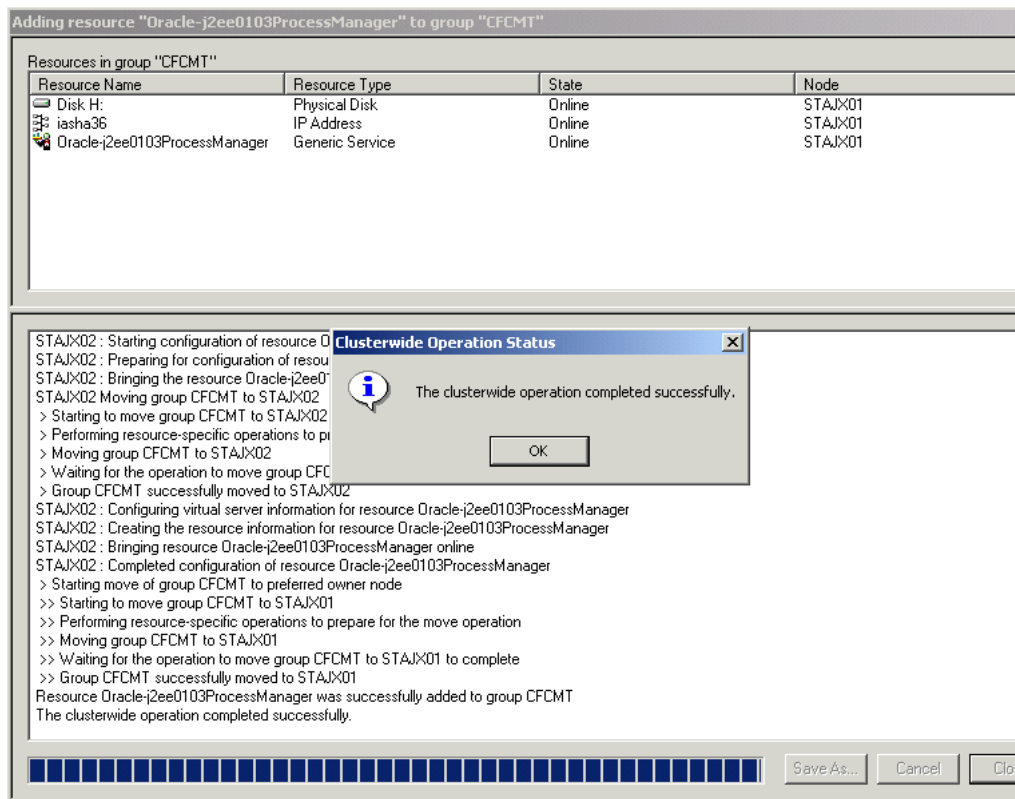 Adding resource "Oracle-j2ee0103ProcessManager" to group "CFCMT"
Resources in group "CFCMT"
Resource Name Resource Type State Node
Disk H: Physical Disk Online STAJX01
iasha36 IP Address Online STAJX01
Oracle-j2ee0103ProcessManager Generic Service Online STAJX01
STAJX02 : Starting configuration of resource O
STAJX02 : Preparing for configuration of resou
STAJX02 : Bringing the resource Oracle-j2ee0
STAJX02 Moving group CFCMT to STAJX02
> Starting to move group CFCMT to STAJX02
> Performing resource-specific operations to p
> Moving group CFCMT to STAJX02
> Waiting for the operation to move group CFC
> Group CFCMT successfully moved to STAJX02
Clusterwide Operation Status
The clusterwide operation completed successfully.
OK
STAJX02 : Configuring virtual server information for resource Oracle-j2ee0103ProcessManager
STAJX02 : Creating the resource information for resource Oracle-j2ee0103ProcessManager
STAJX02 : Bringing resource Oracle-j2ee0103ProcessManager online
STAJX02 : Completed configuration of resource Oracle-j2ee0103ProcessManager
> Starting move of group CFCMT to preferred owner node
>> Starting to move group CFCMT to STAJX01
>> Performing resource-specific operations to prepare for the move operation
>> Moving group CFCMT to STAJX01
>> Waiting for the operation to move group CFCMT to STAJX01 to complete
>> Group CFCMT successfully moved to STAJX01
Resource Oracle-j2ee0103ProcessManager was successfully added to group CFCMT
The clusterwide operation completed successfully.
Save As... Cancel Clo